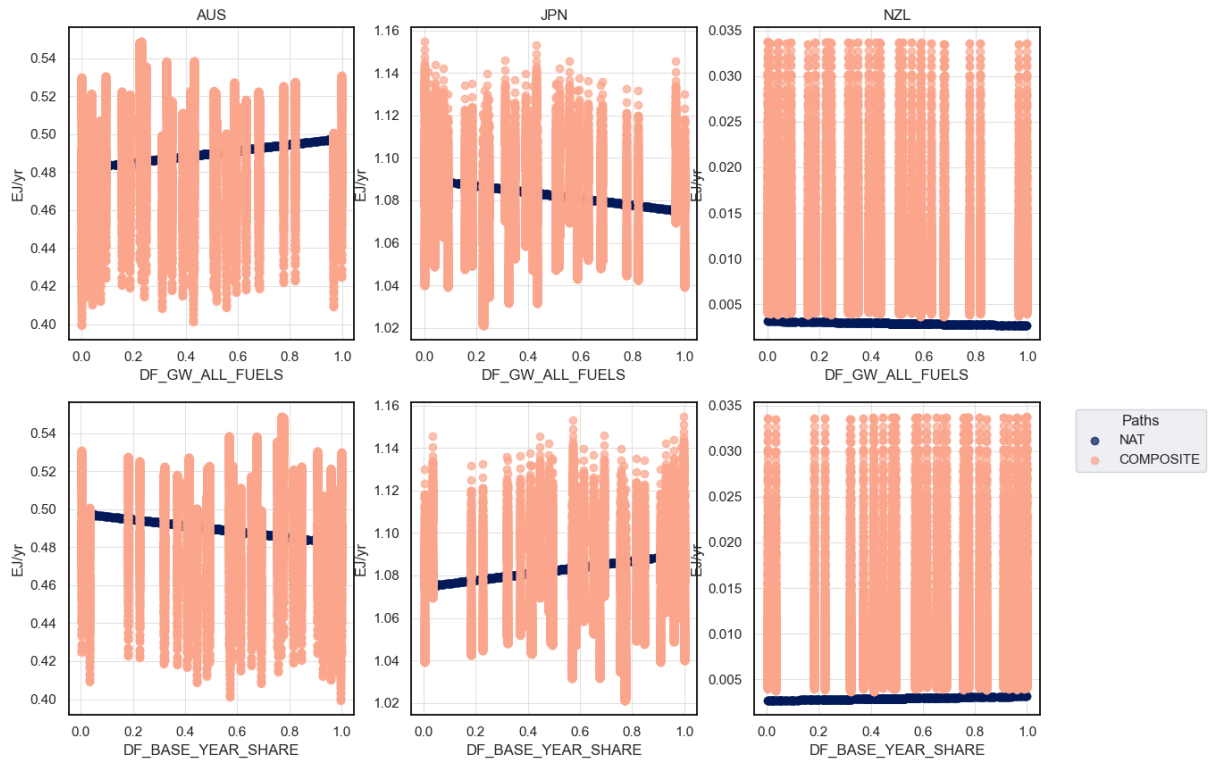 AUS
JPN
NZL
EJ/yr
0.54
0.52
0.50
0.48
0.46
0.44
0.42
0.40
0.0 0.2 0.4 0.6 0.8 1.0
DF_GW_ALL_FUELS
EJ/yr
1.16
1.14
1.12
1.10
1.08
1.06
1.04
1.02
0.0 0.2 0.4 0.6 0.8 1.0
DF_GW_ALL_FUELS
EJ/yr
0.035
0.030
0.025
0.020
0.015
0.010
0.005
0.0 0.2 0.4 0.6 0.8 1.0
DF_GW_ALL_FUELS
EJ/yr
0.54
0.52
0.50
0.48
0.46
0.44
0.42
0.40
0.0 0.2 0.4 0.6 0.8 1.0
DF_BASE_YEAR_SHARE
EJ/yr
1.16
1.14
1.12
1.10
1.08
1.06
1.04
1.02
0.0 0.2 0.4 0.6 0.8 1.0
DF_BASE_YEAR_SHARE
EJ/yr
0.035
0.030
0.025
0.020
0.015
0.010
0.005
0.0 0.2 0.4 0.6 0.8 1.0
DF_BASE_YEAR_SHARE
Paths
NAT
COMPOSITE